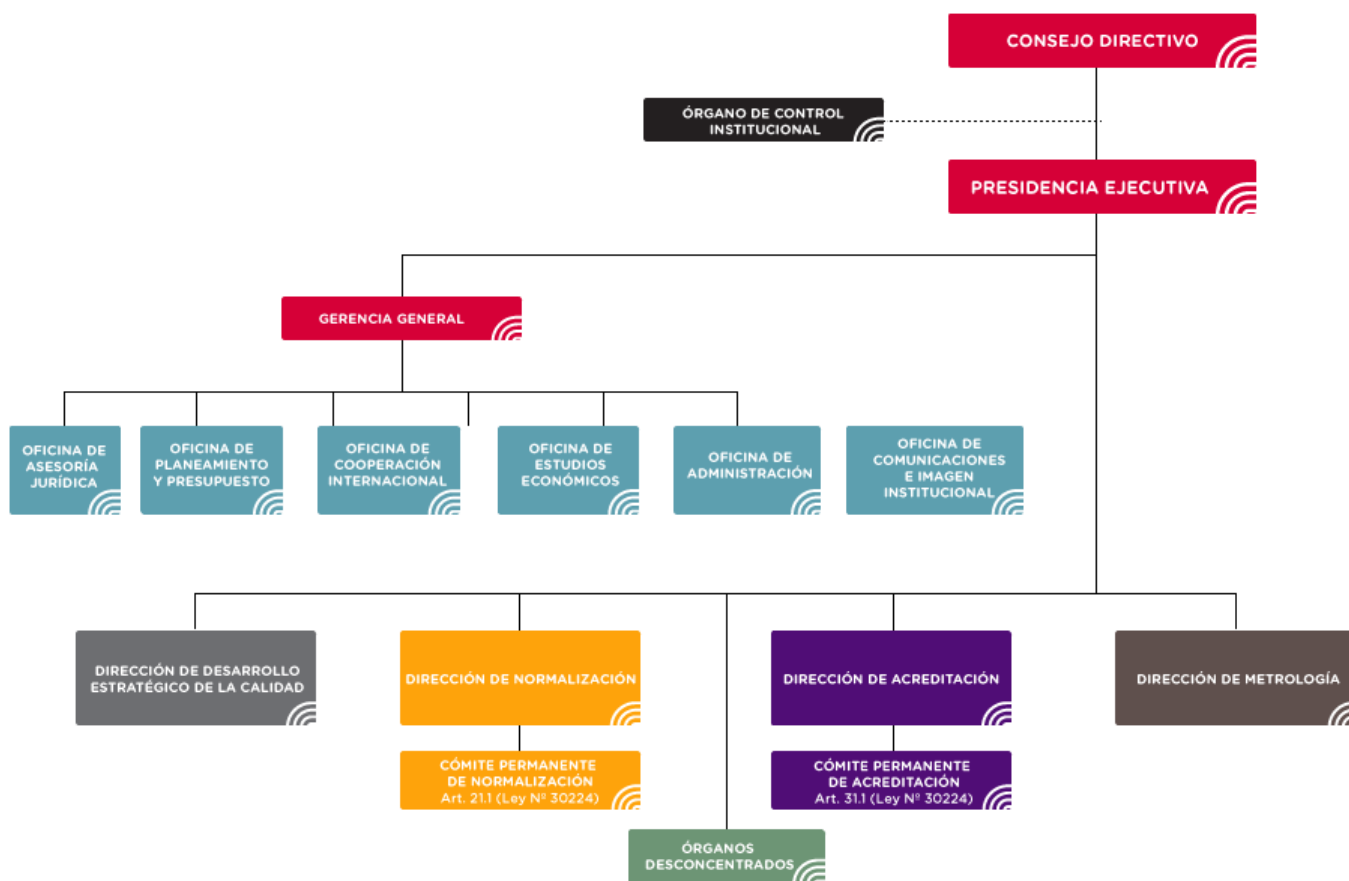 CONSEJO DIRECTIVO
ÓRGANO DE CONTROL
INSTITUCIONAL
PRESIDENCIA EJECUTIVA
GERENCIA GENERAL
OFICINA DE
ASESORÍA
JURÍDICA
OFICINA DE
PLANEAMIENTO
Y PRESUPUESTO
OFICINA DE
COOPERACIÓN
INTERNACIONAL
OFICINA DE
ESTUDIOS
ECONÓMICOS
OFICINA DE
ADMINISTRACIÓN
OFICINA DE
COMUNICACIONES
E IMAGEN
INSTITUCIONAL
DIRECCIÓN DE DESARROLLO
ESTRATÉGICO DE LA CALIDAD
DIRECCIÓN DE NORMALIZACIÓN
DIRECCIÓN DE ACREDITACIÓN
DIRECCIÓN DE METROLOGÍA
CÓMITE PERMANENTE
DE NORMALIZACIÓN
Art. 21.1 (Ley Nº 30224)
CÓMITE PERMANENTE
DE ACREDITACIÓN
Art. 31.1 (Ley Nº 30224)
ÓRGANOS
DESCONCENTRADOS